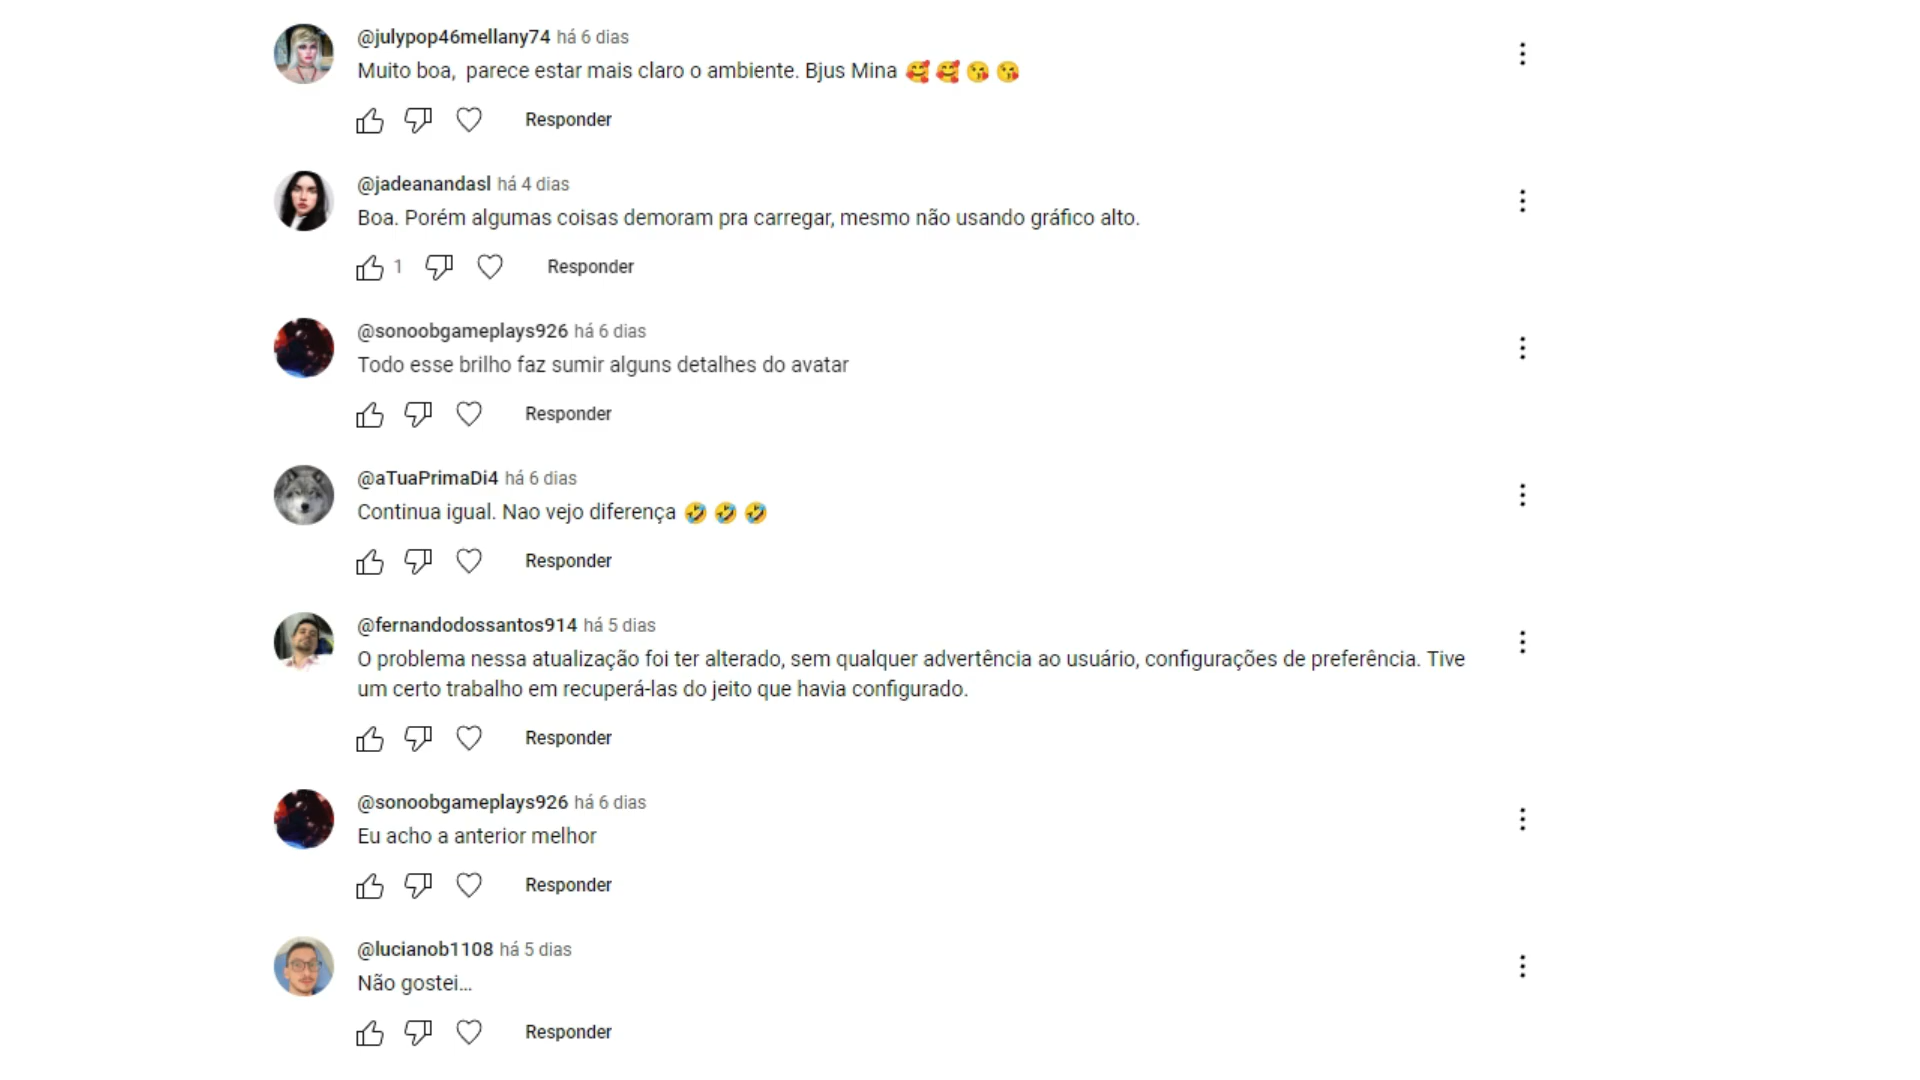 @julypop46mellany74 há 6 dias
Muito boa,  parece estar mais claro o ambiente. Bjus Mina 🥰🥰😘😘
Responder
@jadeanandasl há 4 dias
Boa. Porém algumas coisas demoram pra carregar, mesmo não usando gráfico alto.
1 Responder
@sonoobgameplays926 há 6 dias
Todo esse brilho faz sumir alguns detalhes do avatar
Responder
@aTuaPrimaDi4 há 6 dias
Continua igual. Nao vejo diferença 🤣🤣🤣
Responder
@fernandodossantos914 há 5 dias
O problema nessa atualização foi ter alterado, sem qualquer advertência ao usuário, configurações de preferência. Tive
um certo trabalho em recuperá-las do jeito que havia configurado.
Responder
@sonoobgameplays926 há 6 dias
Eu acho a anterior melhor
Responder
@lucianob1108 há 5 dias
Não gostei...
Responder